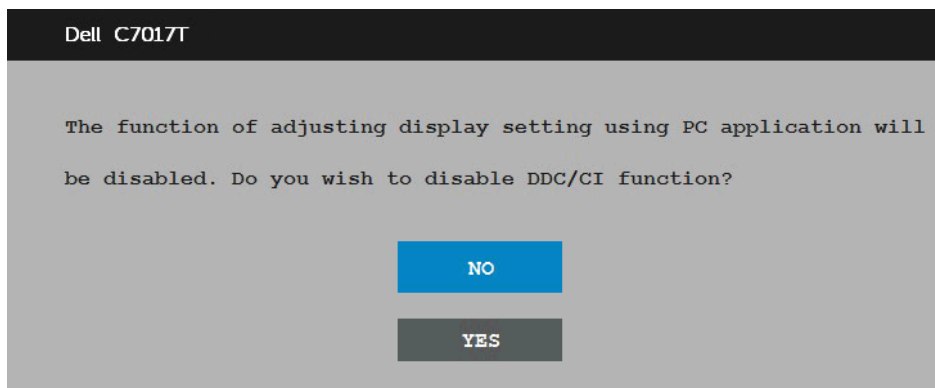 Dell C7017T
The function of adjusting display setting using PC application will
be disabled. Do you wish to disable DDC/CI function?
NO
YES